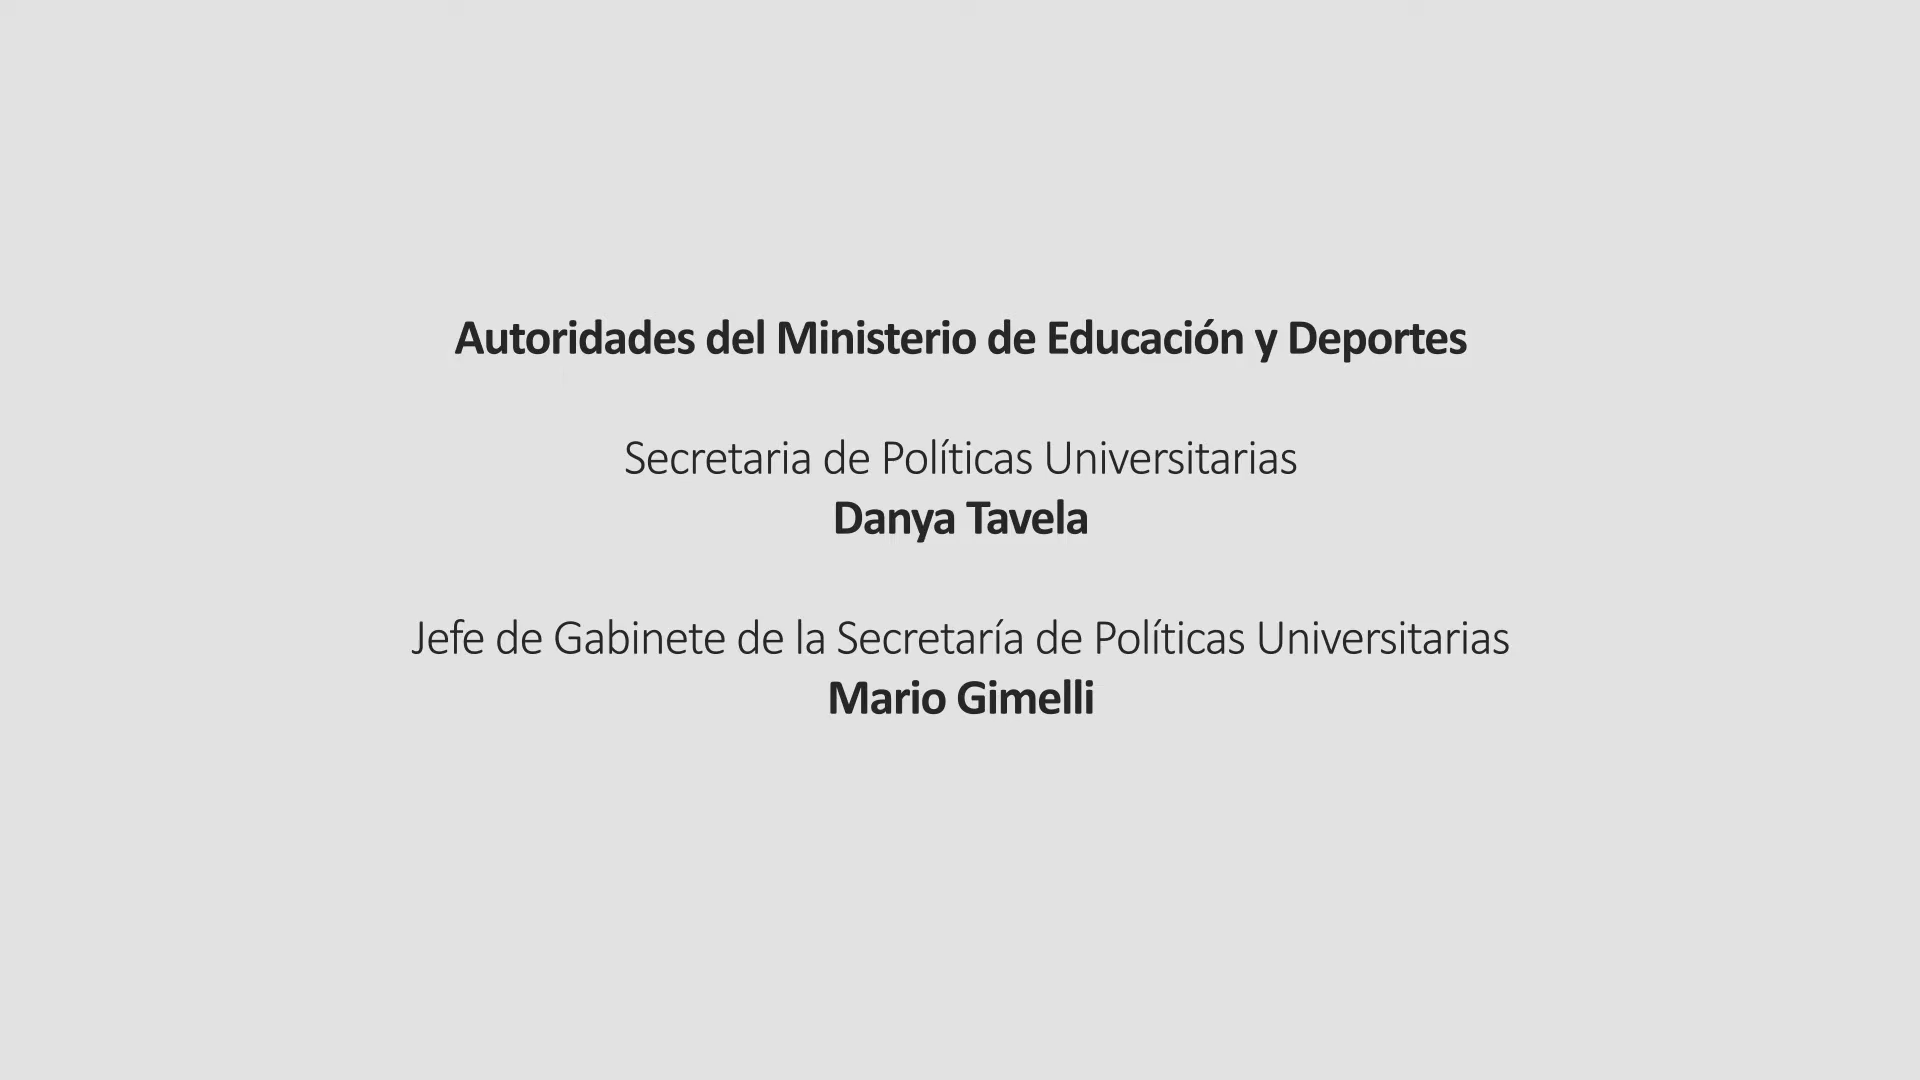 Autoridades del Ministerio de Educación y Deportes
Secretaria de Políticas Universitarias
Danya Tavela
Jefe de Gabinete de la Secretaría de Políticas Universitarias
Mario Gimelli